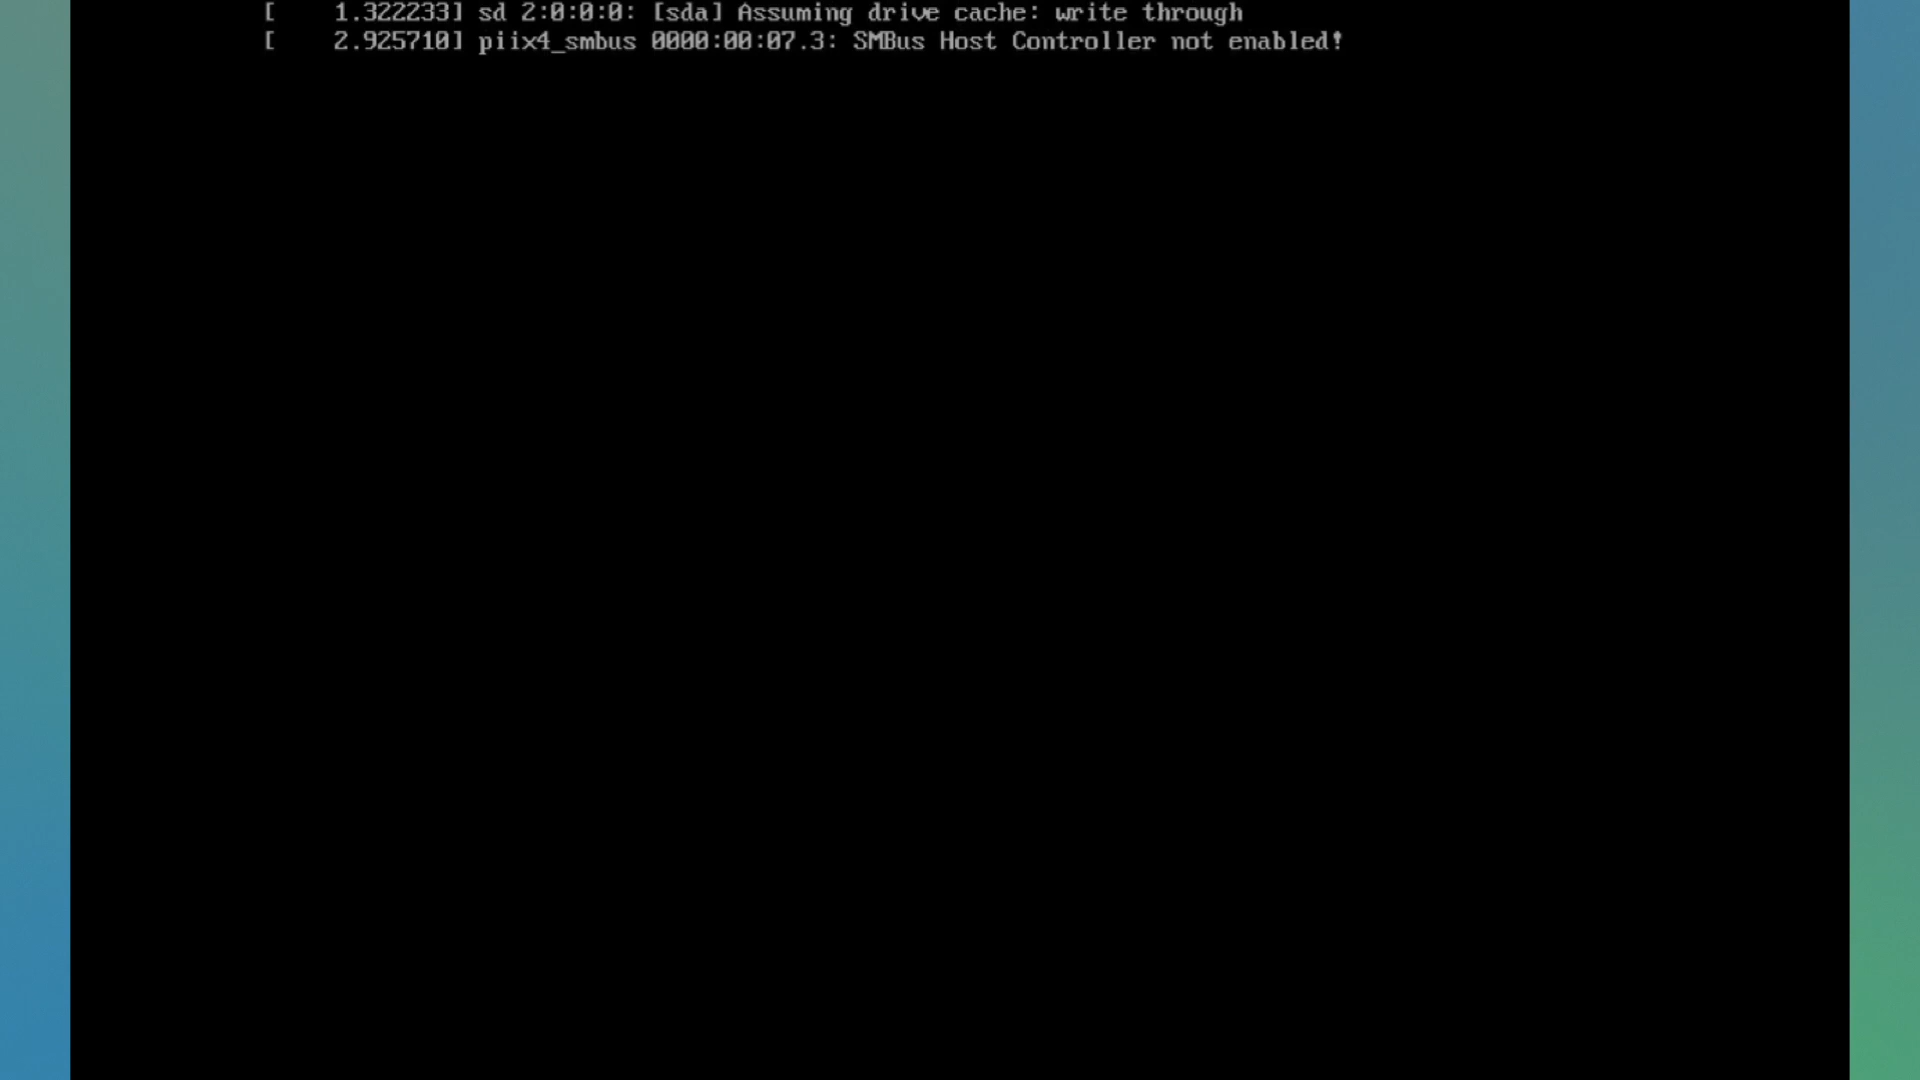 [    1.322233] sd 2:0:0:0: [sda] Assuming drive cache: write through
[    2.925710] piix4_smbus 0000:00:07.3: SMBus Host Controller not enabled!